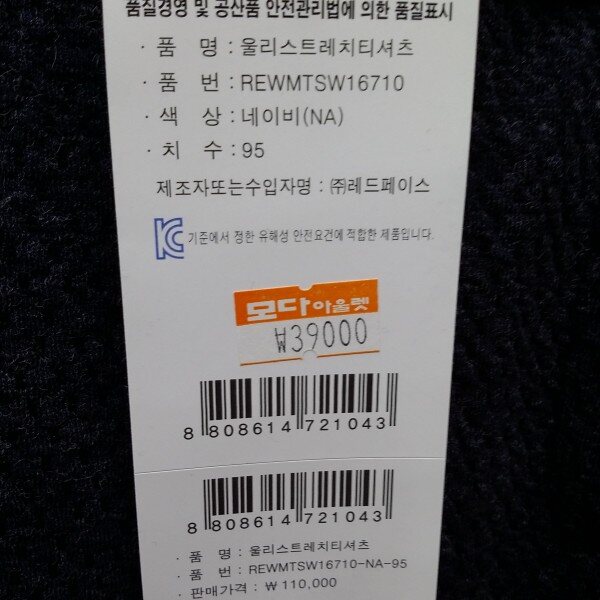 품질경영 및 공산품 안전관리법에 의한 품질표시
· 품 명 : 울리스트레치티셔츠
· 품 번 : REWMTSW16710
· 색 상 : 네이비(NA)
· 치 수 : 95
제조자또는수입자명 : ㈜레드페이스
KC 기준에서 정한 유해성 안전요건에 적합한 제품입니다.
모다아울렛
₩39000
8 808614 721043
8 808614 721043
· 품 명 : 울리스트레치티셔츠
· 품 번 : REWMTSW16710-NA-95
· 판매가격 : ₩ 110,000